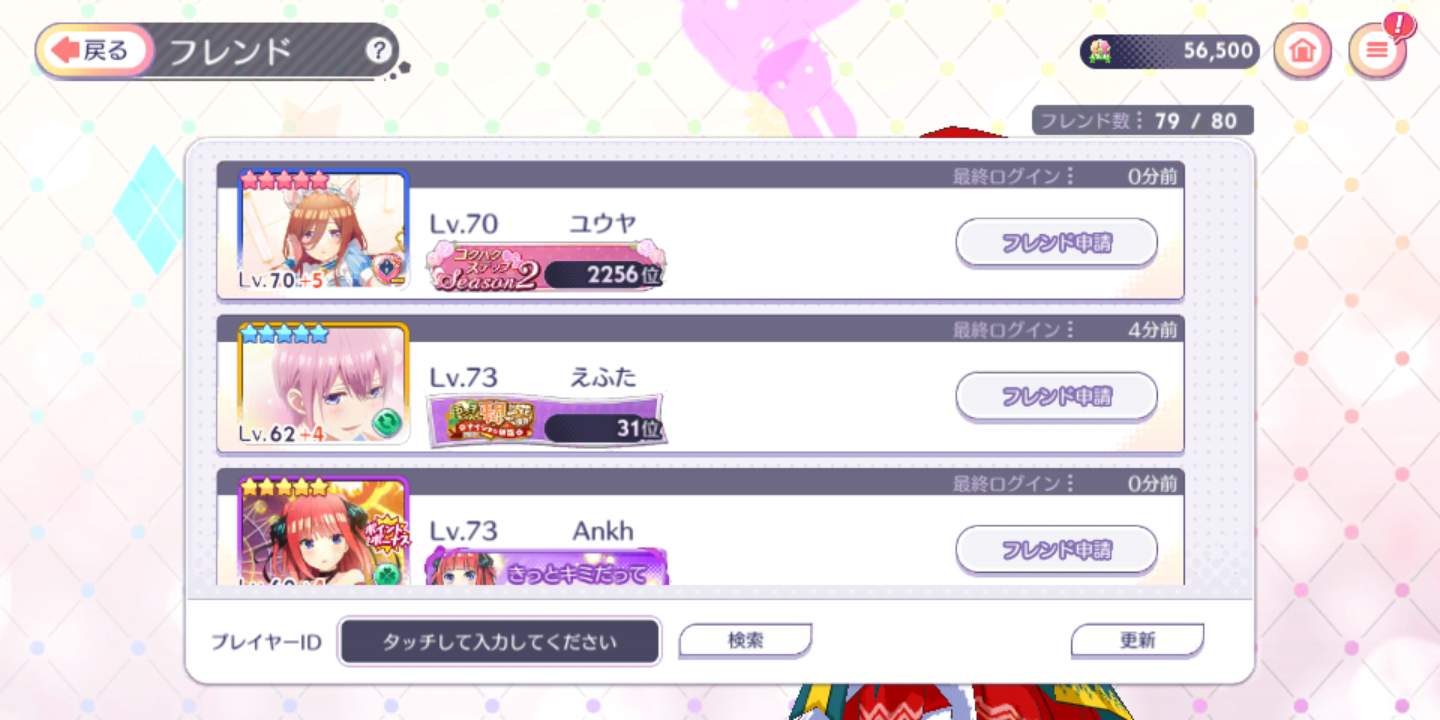 戻る
フレンド
?
56,500
!
フレンド数： 79 / 80
最終ログイン： 0分前
Lv.70 ユウヤ
フレンド申請
Lv.70+5
コクハク
ステップ
Season2
2256位
最終ログイン： 4分前
Lv.73 えふた
フレンド申請
Lv.62+4
31位
最終ログイン： 0分前
Lv.73 Ankh
フレンド申請
ポイント
ボーナス
きっとキミだって
プレイヤーID
タッチして入力してください
検索
更新